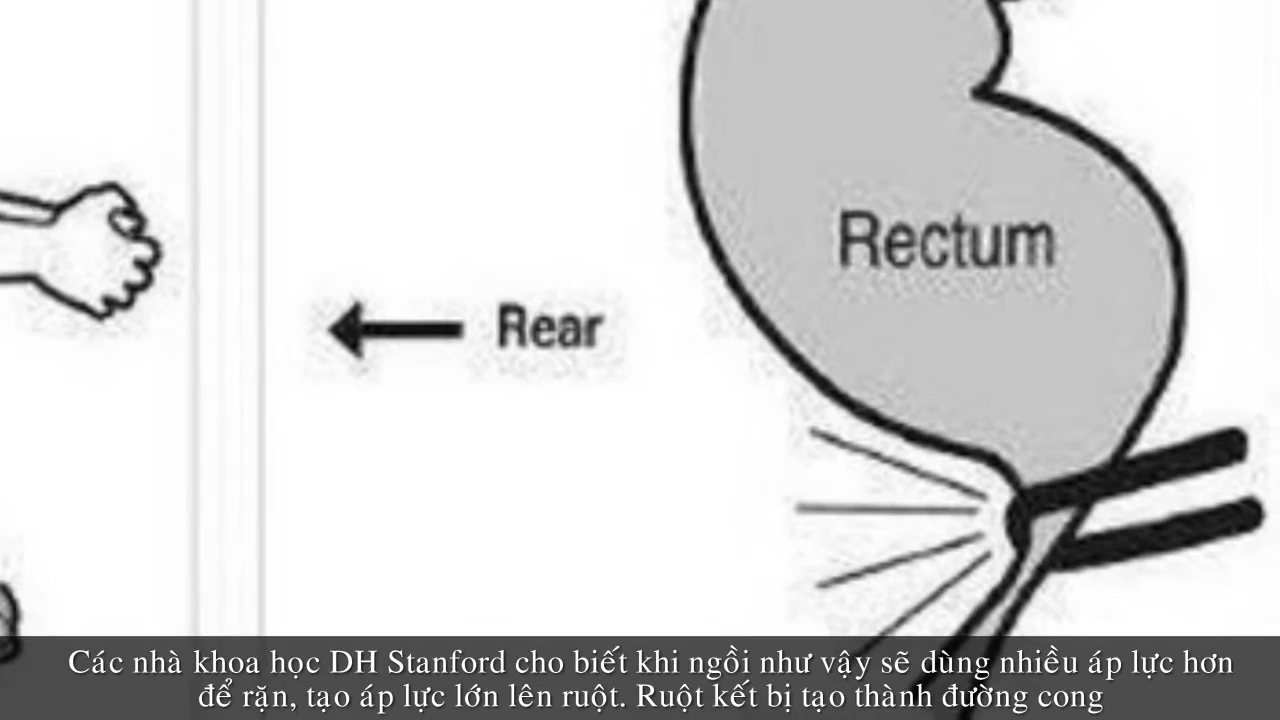 Rectum
Rear
Các nhà khoa học DH Stanford cho biết khi ngồi như vậy sẽ dùng nhiều áp lực hơn
để rặn, tạo áp lực lớn lên ruột. Ruột kết bị tạo thành đường cong